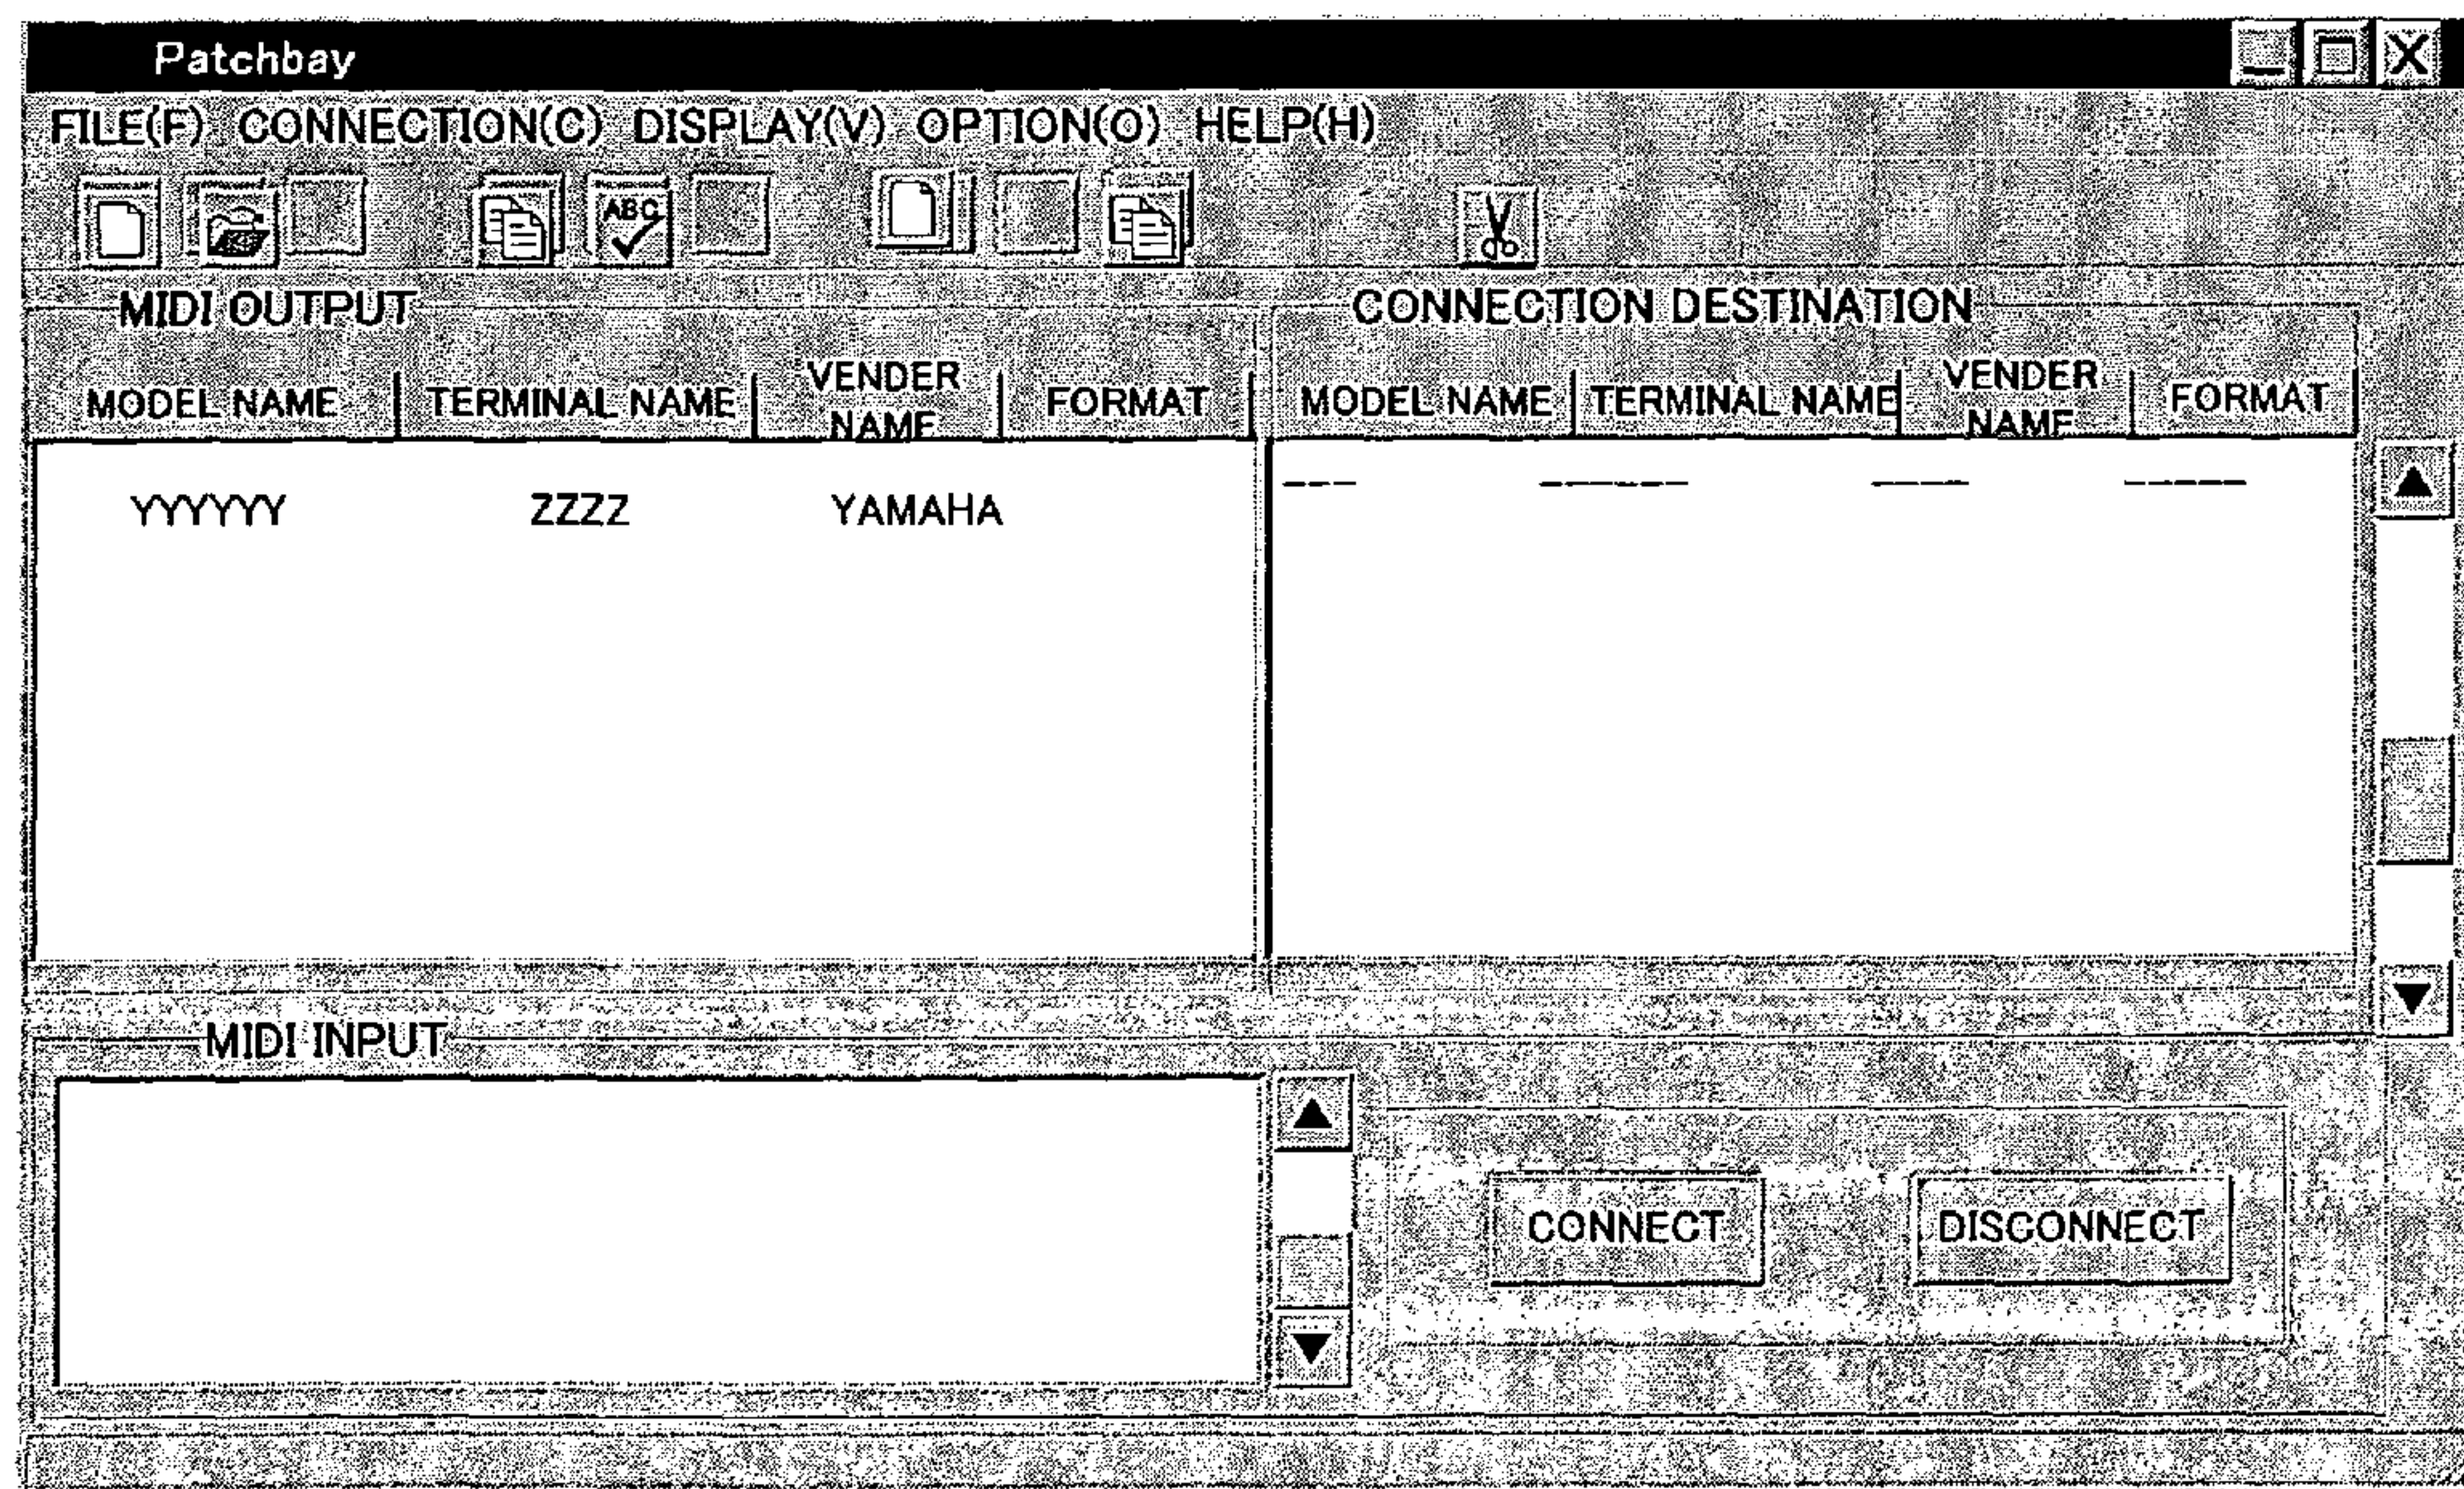 Patchbay
FILE(F) CONNECTION(C) DISPLAY(V) OPTION(O) HELP(H)
ABC
MIDI OUTPUT
CONNECTION DESTINATION
MODEL NAME TERMINAL NAME VENDER NAME FORMAT
MODEL NAME TERMINAL NAME VENDER NAME FORMAT
YYYYYY ZZZZ YAMAHA
--- ------ ---- -----
MIDI INPUT
CONNECT DISCONNECT